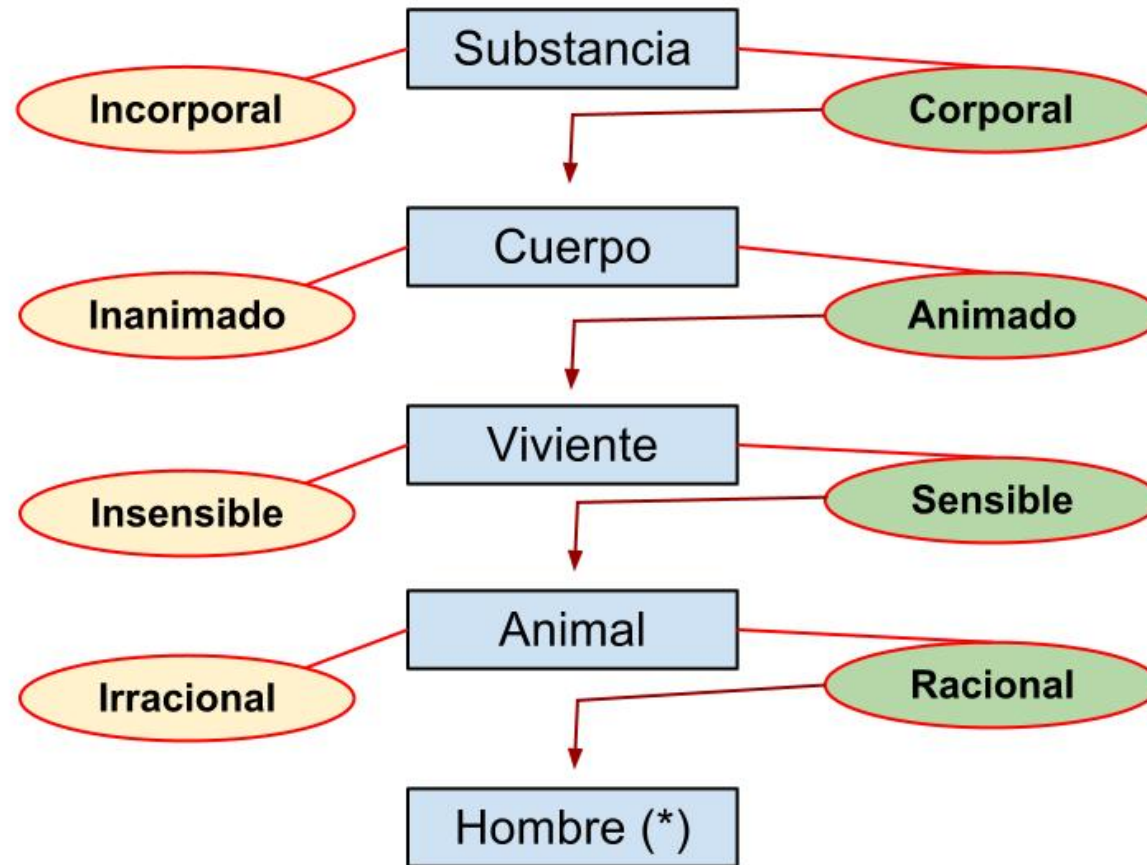 Substancia
Incorporal
Corporal
Cuerpo
Inanimado
Animado
Viviente
Insensible
Sensible
Animal
Irracional
Racional
Hombre (*)